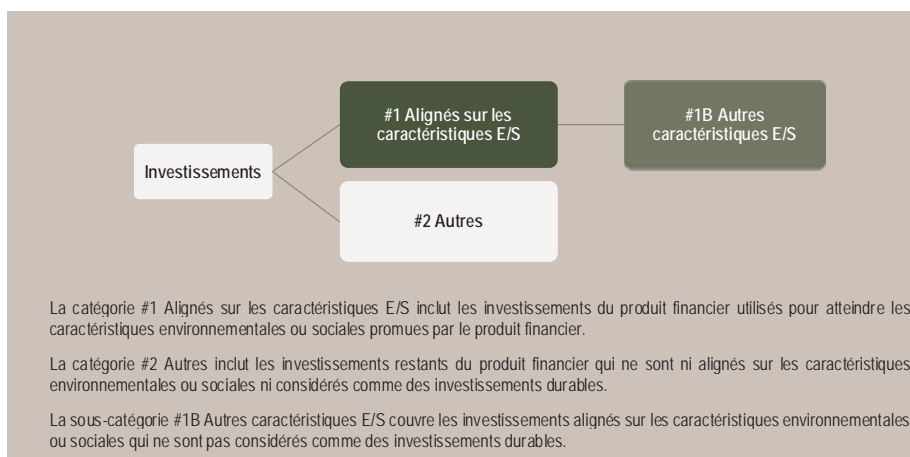 #1 Alignés sur les
caractéristiques E/S
#1B Autres
caractéristiques E/S
Investissements
#2 Autres
La catégorie #1 Alignés sur les caractéristiques E/S inclut les investissements du produit financier utilisés pour atteindre les
caractéristiques environnementales ou sociales promues par le produit financier.
La catégorie #2 Autres inclut les investissements restants du produit financier qui ne sont ni alignés sur les caractéristiques
environnementales ou sociales ni considérés comme des investissements durables.
La sous-catégorie #1B Autres caractéristiques E/S couvre les investissements alignés sur les caractéristiques environnementales
ou sociales qui ne sont pas considérés comme des investissements durables.